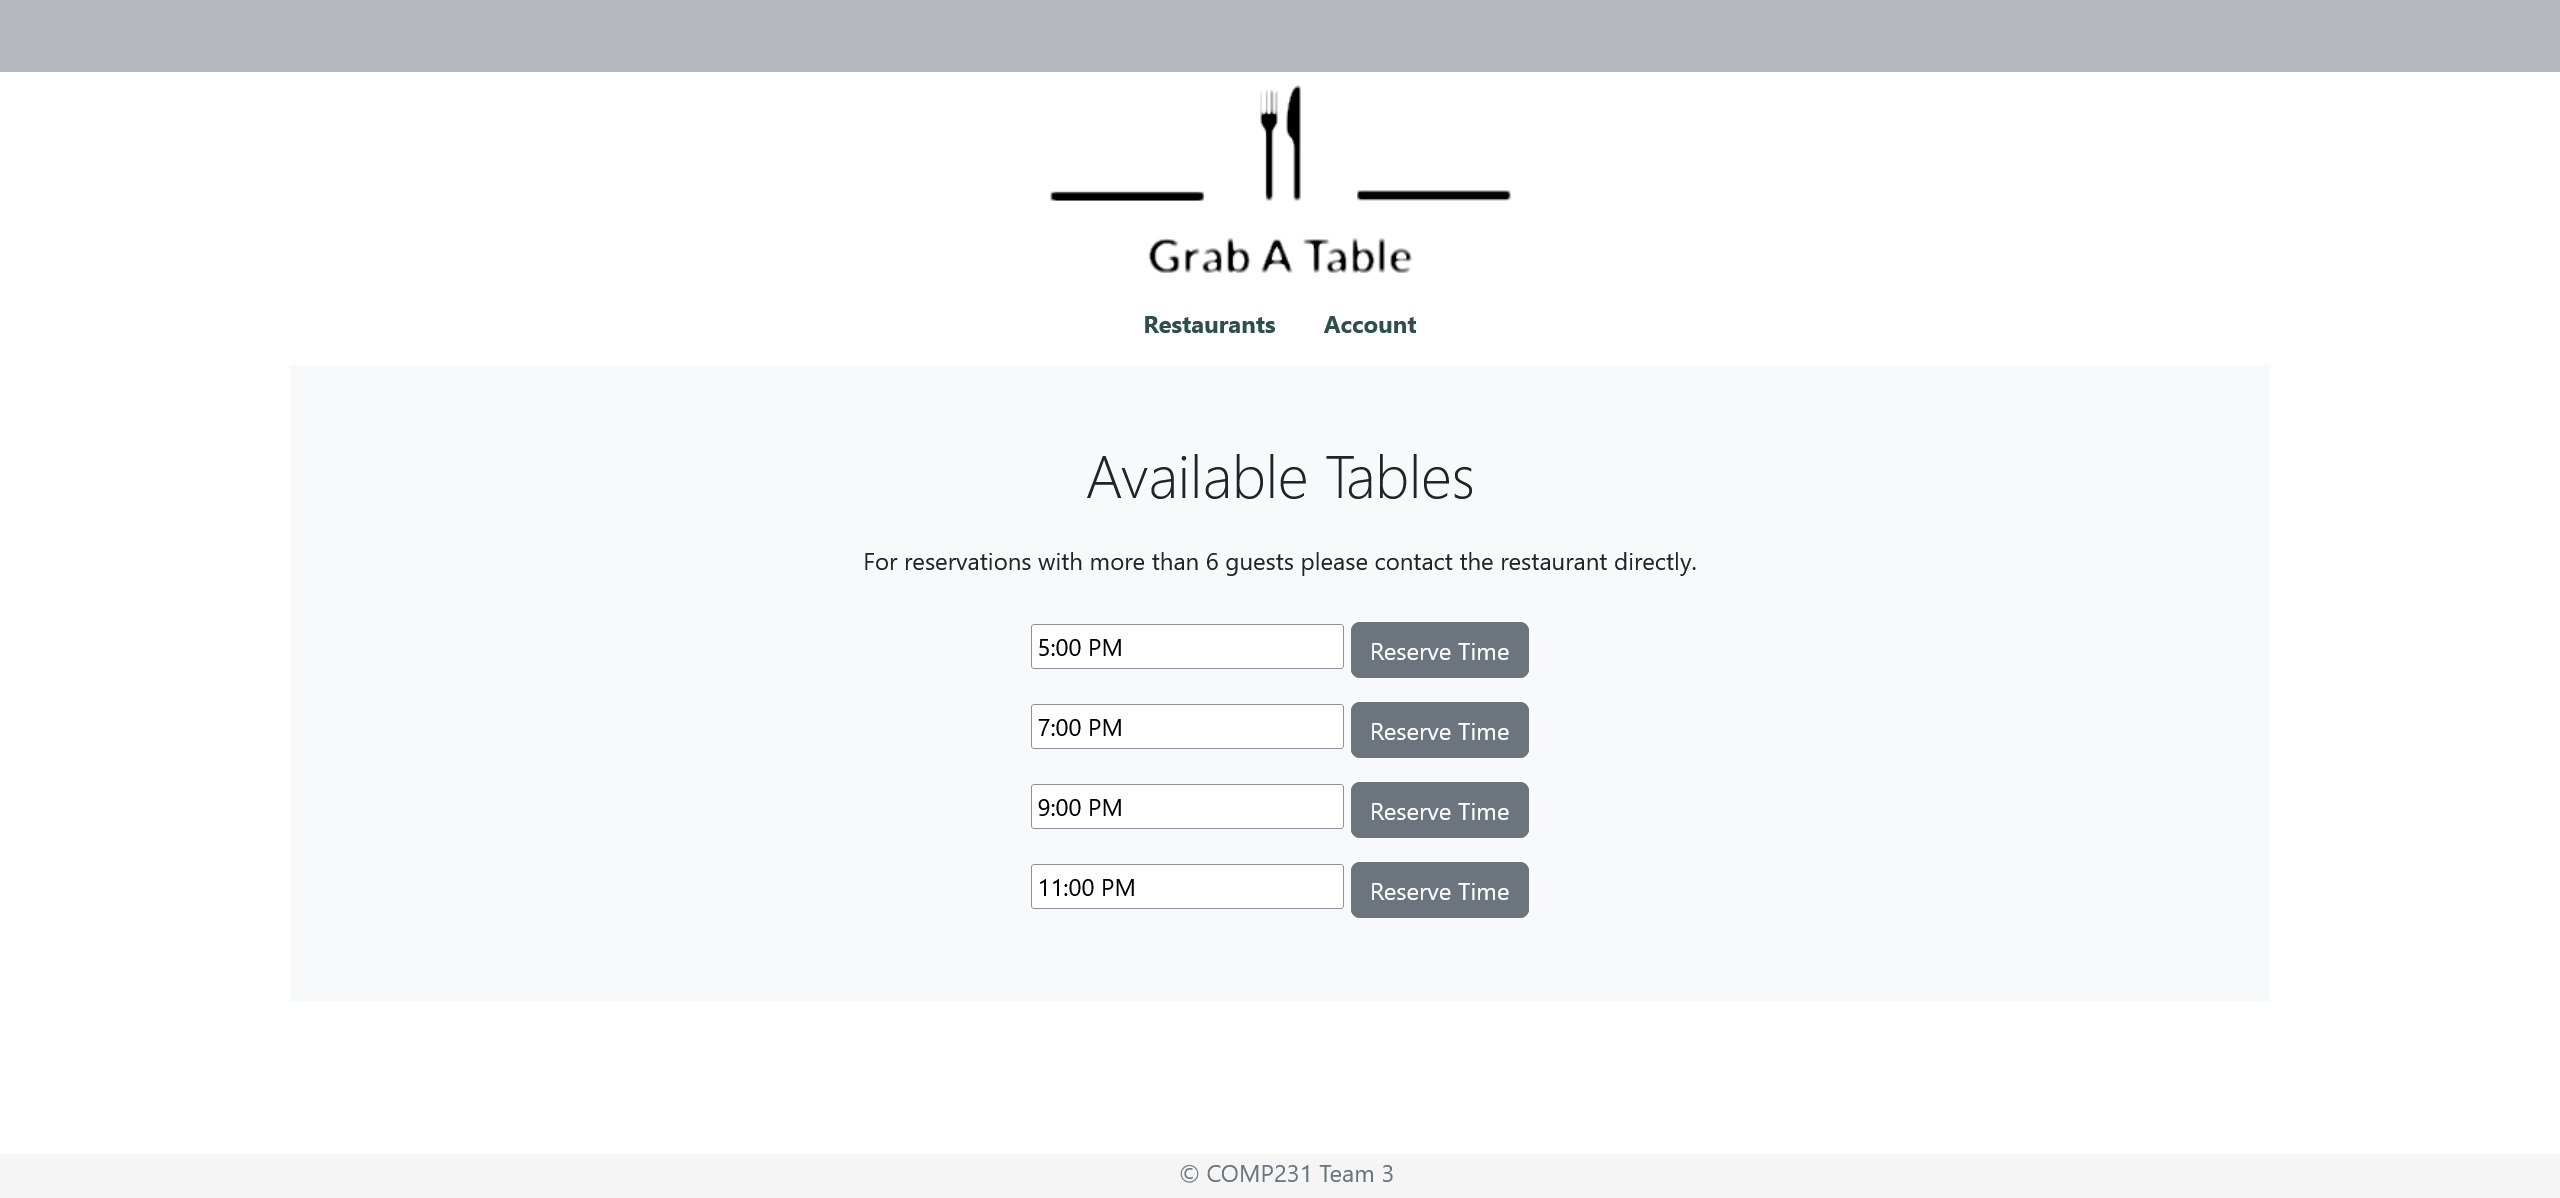 Grab A Table
Restaurants Account
Available Tables
For reservations with more than 6 guests please contact the restaurant directly.
5:00 PM Reserve Time
7:00 PM Reserve Time
9:00 PM Reserve Time
11:00 PM Reserve Time
© COMP231 Team 3